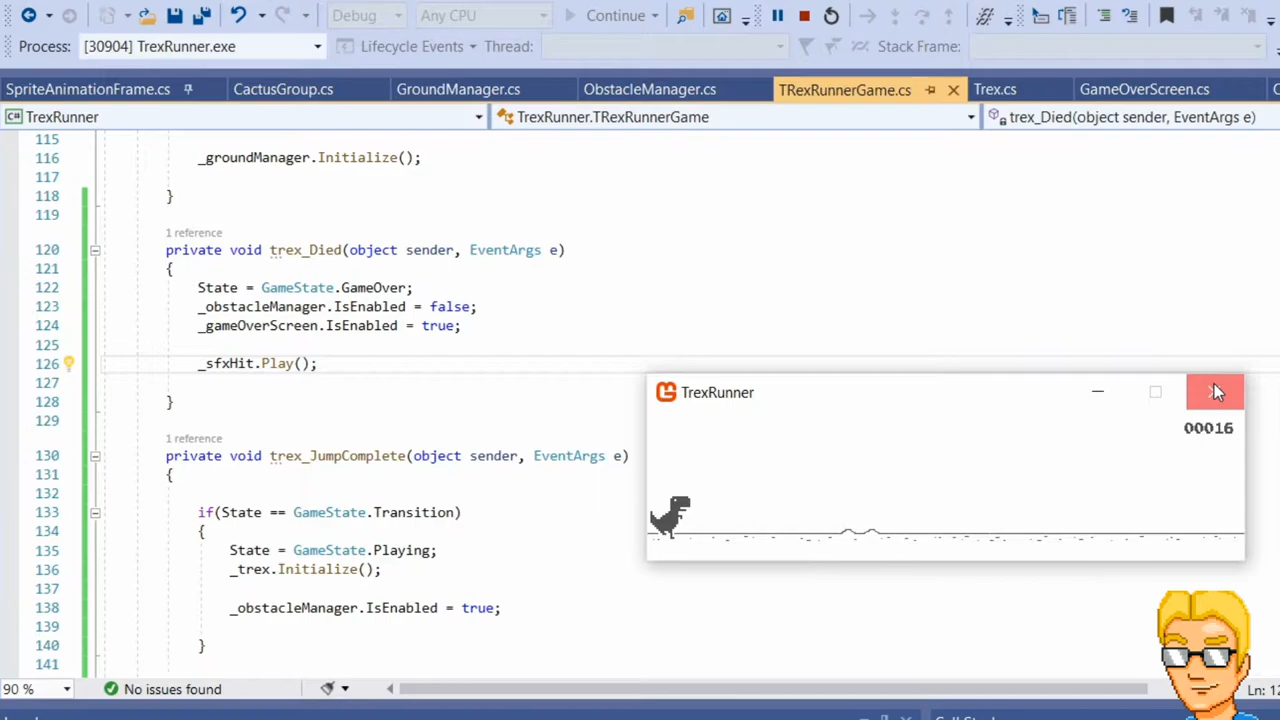 Debug Any CPU Continue
Process: [30904] TrexRunner.exe Lifecycle Events Thread: Stack Frame:
SpriteAnimationFrame.cs CactusGroup.cs GroundManager.cs ObstacleManager.cs TRexRunnerGame.cs Trex.cs GameOverScreen.cs
C# TrexRunner TrexRunner.TRexRunnerGame trex_Died(object sender, EventArgs e)
115
116 _groundManager.Initialize();
117
118 }
119
1 reference
120 private void trex_Died(object sender, EventArgs e)
121 {
122 State = GameState.GameOver;
123 _obstacleManager.IsEnabled = false;
124 _gameOverScreen.IsEnabled = true;
125
126 _sfxHit.Play();
127
128 }
129
1 reference
130 private void trex_JumpComplete(object sender, EventArgs e)
131 {
132
133 if(State == GameState.Transition)
134 {
135 State = GameState.Playing;
136 _trex.Initialize();
137
138 _obstacleManager.IsEnabled = true;
139
140 }
141
TrexRunner
00016
90 % No issues found Ln: 12